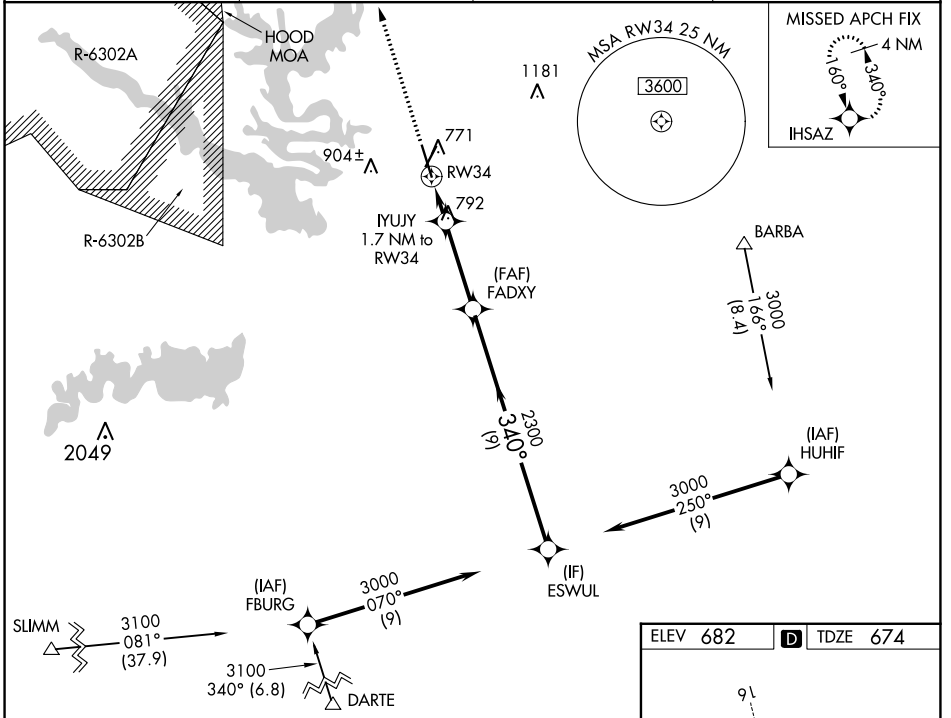 R-6302A
HOOD
MOA
R-6302B
904±
771
RW34
792
IYUJY
1.7 NM to
RW34
(FAF)
FADXY
1181
MSA RW34 25 NM
3600
MISSED APCH FIX
4 NM
160°
340°
IHSAZ
BARBA
3000
166°
(8.4)
2049
2300
340°
(9)
(IAF)
HUHIF
3000
250°
(9)
(IF)
ESWUL
(IAF)
FBURG
3000
070°
(9)
SLIMM
3100
081°
(37.9)
3100
340° (6.8)
DARTE
ELEV 682
D
TDZE 674
16